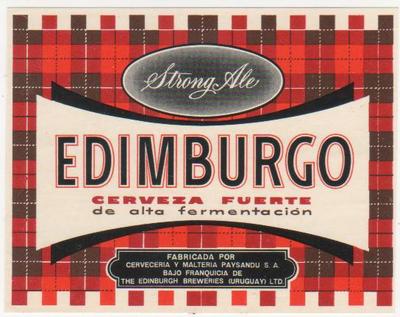 Strong Ale
EDIMBURGO
CERVEZA FUERTE
de alta fermentación
FABRICADA POR
CERVECERIA Y MALTERIA PAYSANDU S. A.
BAJO FRANQUICIA DE
THE EDINBURGH BREWERIES (URUGUAY) LTD.